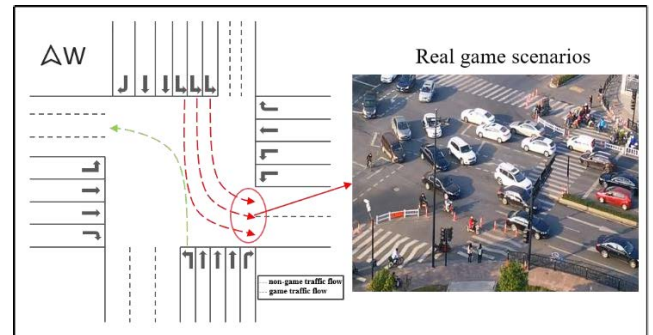 W
Real game scenarios
non-game traffic flow
game traffic flow